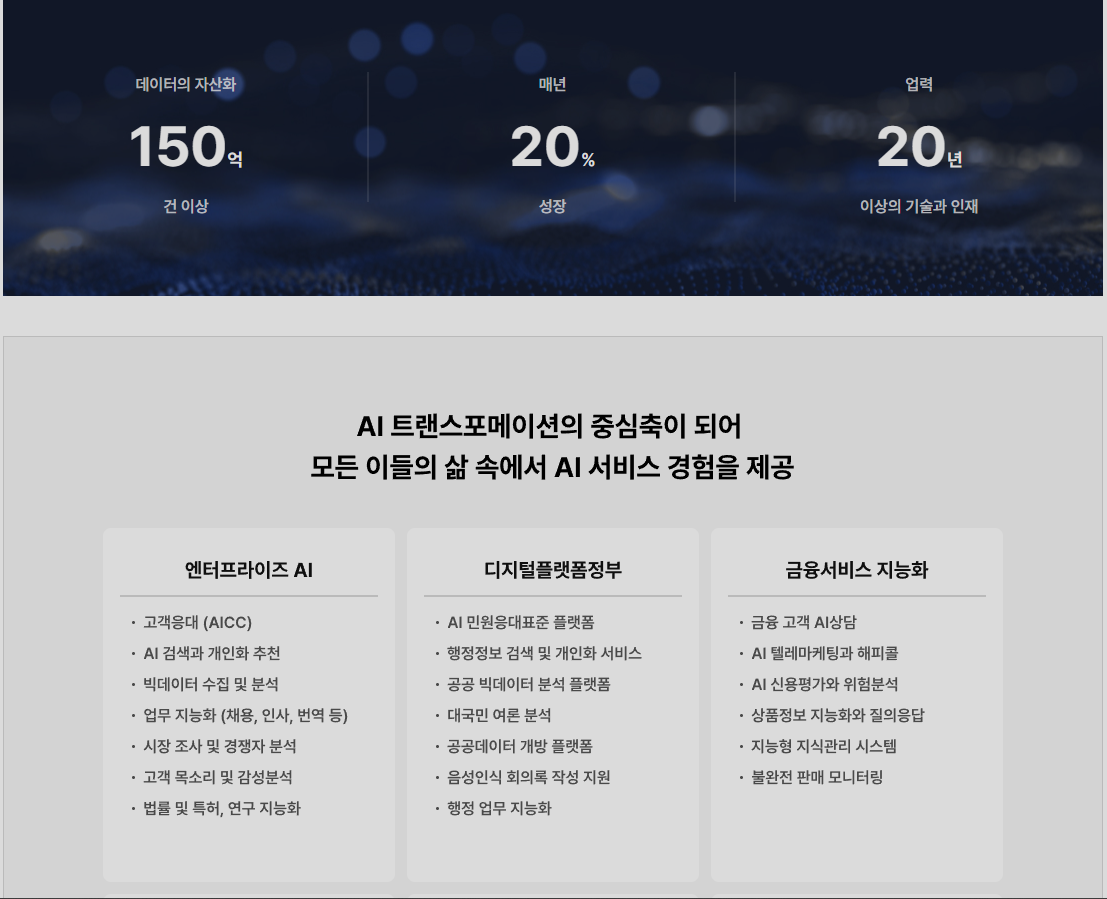 데이터의 자산화
150억
건 이상
매년
20%
성장
업력
20년
이상의 기술과 인재
AI 트랜스포메이션의 중심축이 되어
모든 이들의 삶 속에서 AI 서비스 경험을 제공
엔터프라이즈 AI
· 고객응대 (AICC)
· AI 검색과 개인화 추천
· 빅데이터 수집 및 분석
· 업무 지능화 (채용, 인사, 번역 등)
· 시장 조사 및 경쟁자 분석
· 고객 목소리 및 감성분석
· 법률 및 특허, 연구 지능화
디지털플랫폼정부
· AI 민원응대표준 플랫폼
· 행정정보 검색 및 개인화 서비스
· 공공 빅데이터 분석 플랫폼
· 대국민 여론 분석
· 공공데이터 개방 플랫폼
· 음성인식 회의록 작성 지원
· 행정 업무 지능화
금융서비스 지능화
· 금융 고객 AI상담
· AI 텔레마케팅과 해피콜
· AI 신용평가와 위험분석
· 상품정보 지능화와 질의응답
· 지능형 지식관리 시스템
· 불완전 판매 모니터링